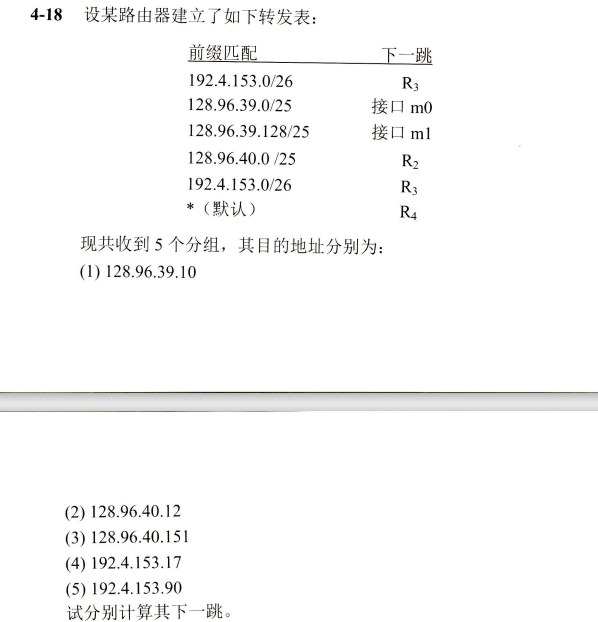 4-18 设某路由器建立了如下转发表：
前缀匹配 下一跳
192.4.153.0/26 R₃
128.96.39.0/25 接口 m0
128.96.39.128/25 接口 m1
128.96.40.0 /25 R₂
192.4.153.0/26 R₃
*（默认） R₄
现共收到 5 个分组，其目的地址分别为：
(1) 128.96.39.10
(2) 128.96.40.12
(3) 128.96.40.151
(4) 192.4.153.17
(5) 192.4.153.90
试分别计算其下一跳。